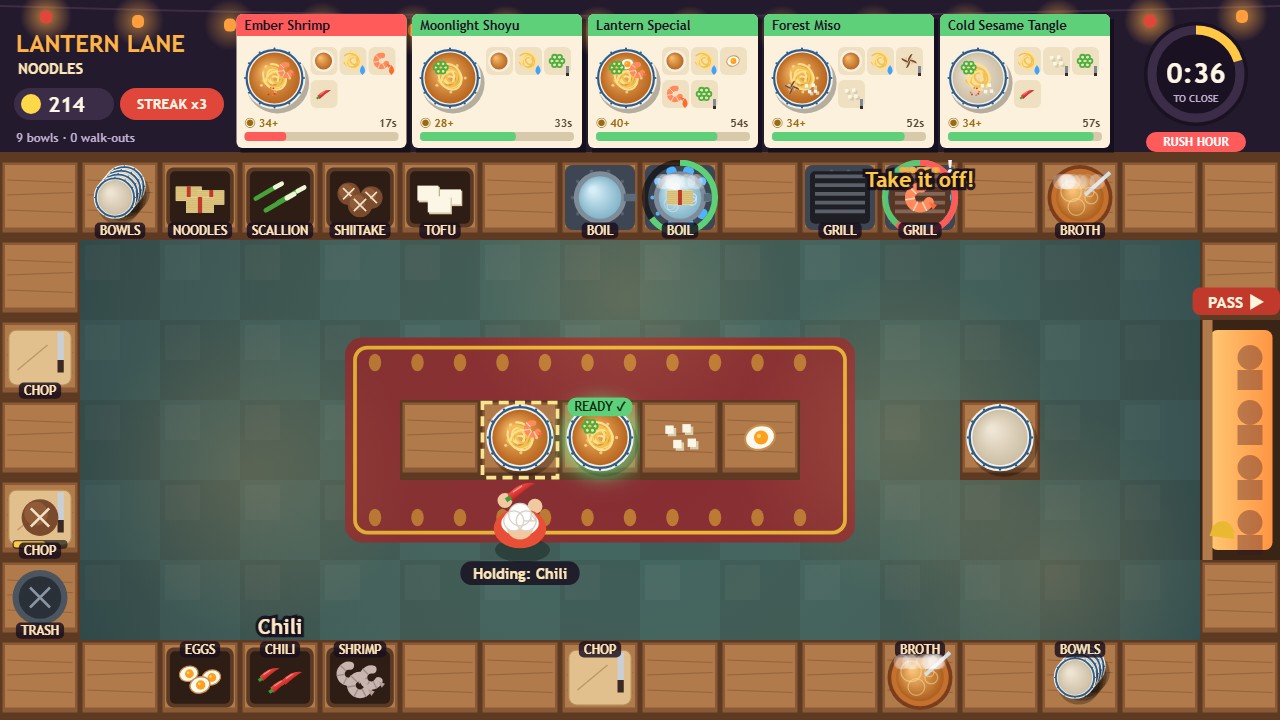 LANTERN LANE
NOODLES
214
STREAK x3
9 bowls · 0 walk-outs
Ember Shrimp
34+
17s
Moonlight Shoyu
28+
33s
Lantern Special
40+
54s
Forest Miso
34+
52s
Cold Sesame Tangle
34+
57s
0:36
TO CLOSE
RUSH HOUR
!
Take it off!
BOWLS
NOODLES
SCALLION
SHIITAKE
TOFU
BOIL
BOIL
GRILL
GRILL
BROTH
PASS
CHOP
READY ✓
CHOP
Holding: Chili
TRASH
Chili
EGGS
CHILI
SHRIMP
CHOP
BROTH
BOWLS